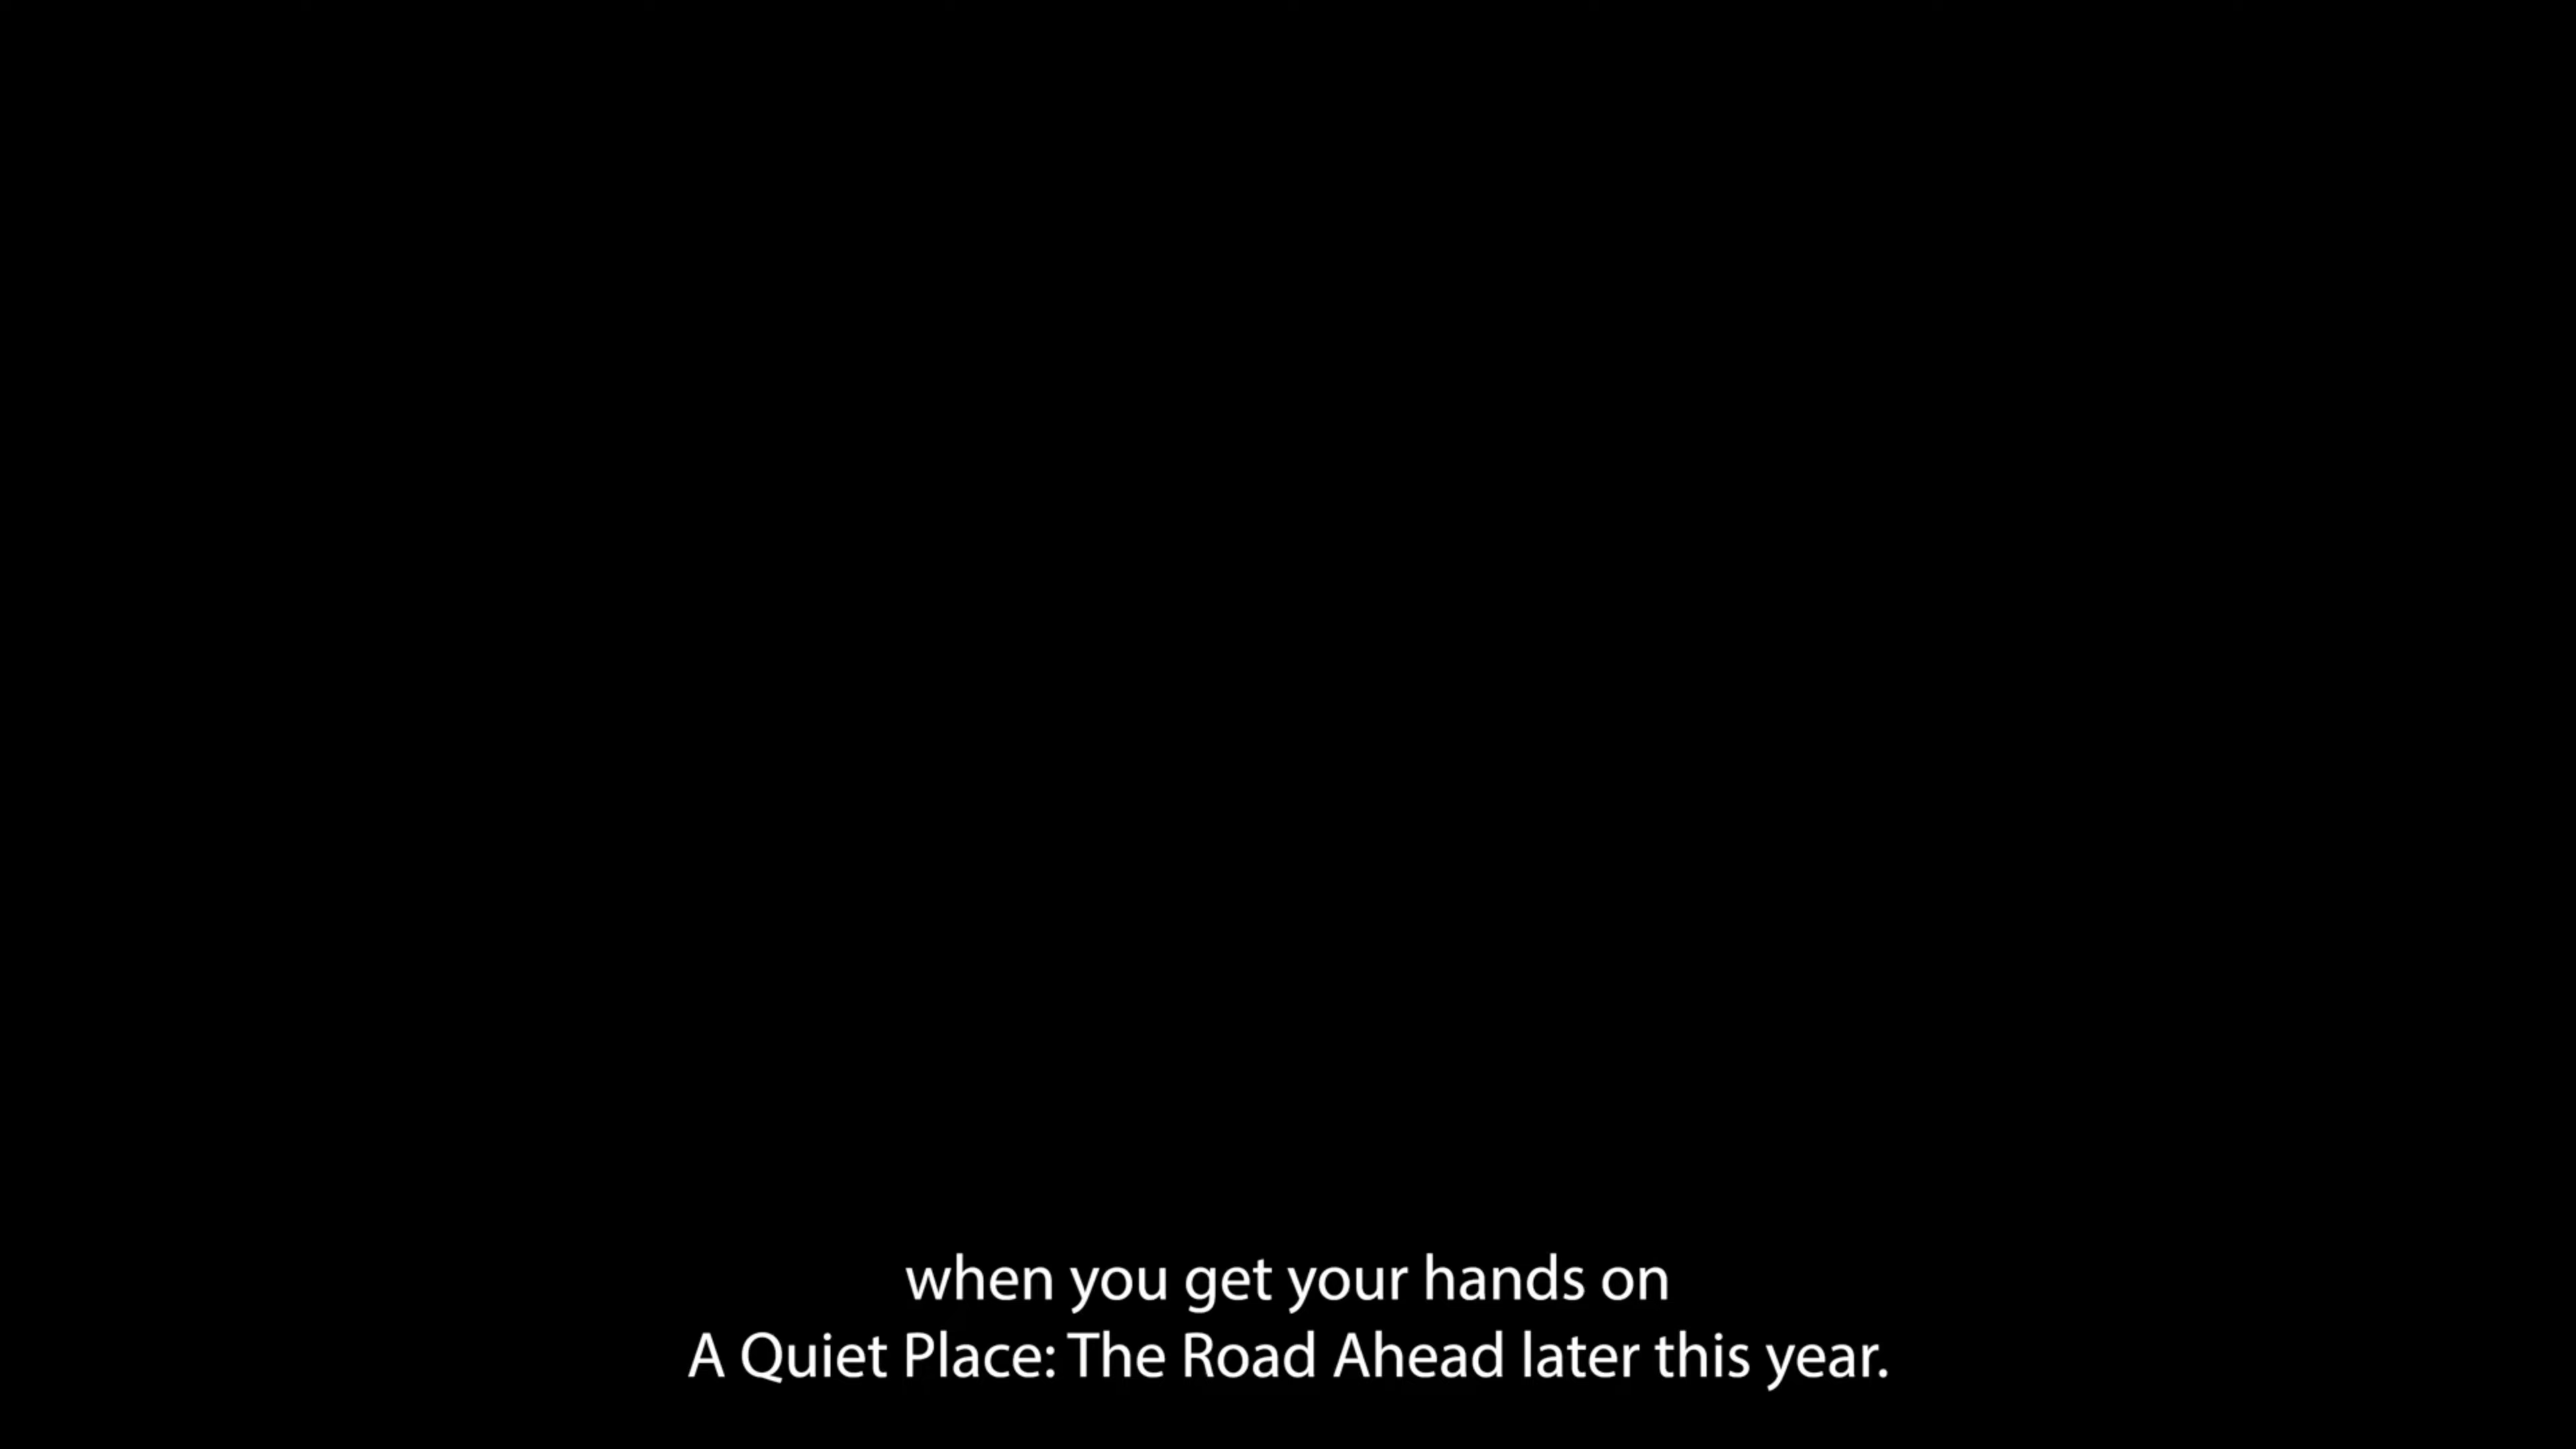 when you get your hands on
A Quiet Place: The Road Ahead later this year.